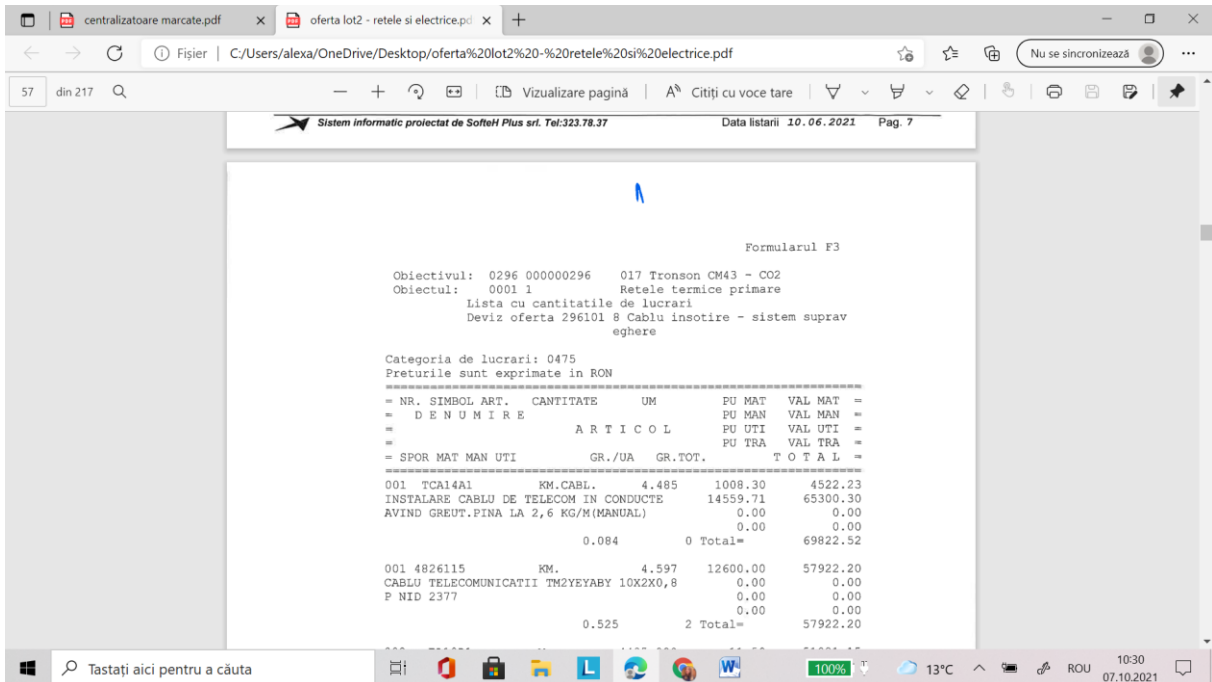 centralizatoare marcate.pdf
oferta lot2 - retele si electrice.pd
Fișier
C:/Users/alexa/OneDrive/Desktop/oferta%20lot2%20-%20retele%20si%20electrice.pdf
Nu se sincronizează
57 din 217
Vizualizare pagină
Citiți cu voce tare
Sistem informatic proiectat de SofteH Plus srl. Tel:323.78.37 Data listarii 10.06.2021 Pag. 7
Formularul F3
Obiectivul: 0296 000000296 017 Tronson CM43 - CO2
Obiectul: 0001 1 Retele termice primare
Lista cu cantitatile de lucrari
Deviz oferta 296101 8 Cablu insotire - sistem suprav
eghere
Categoria de lucrari: 0475
Preturile sunt exprimate in RON
= NR. SIMBOL ART. CANTITATE UM PU MAT VAL MAT =
= D E N U M I R E PU MAN VAL MAN =
= A R T I C O L PU UTI VAL UTI =
= PU TRA VAL TRA =
= SPOR MAT MAN UTI GR./UA GR.TOT. T O T A L =
001 TCA14A1 KM.CABL. 4.485 1008.30 4522.23
INSTALARE CABLU DE TELECOM IN CONDUCTE 14559.71 65300.30
AVIND GREUT.PINA LA 2,6 KG/M(MANUAL) 0.00 0.00
0.00 0.00
0.084 0 Total= 69822.52
001 4826115 KM. 4.597 12600.00 57922.20
CABLU TELECOMUNICATII TM2YEYABY 10X2X0,8 0.00 0.00
P NID 2377 0.00 0.00
0.00 0.00
0.525 2 Total= 57922.20
Tastați aici pentru a căuta
100%
13°C
ROU
10:30
07.10.2021